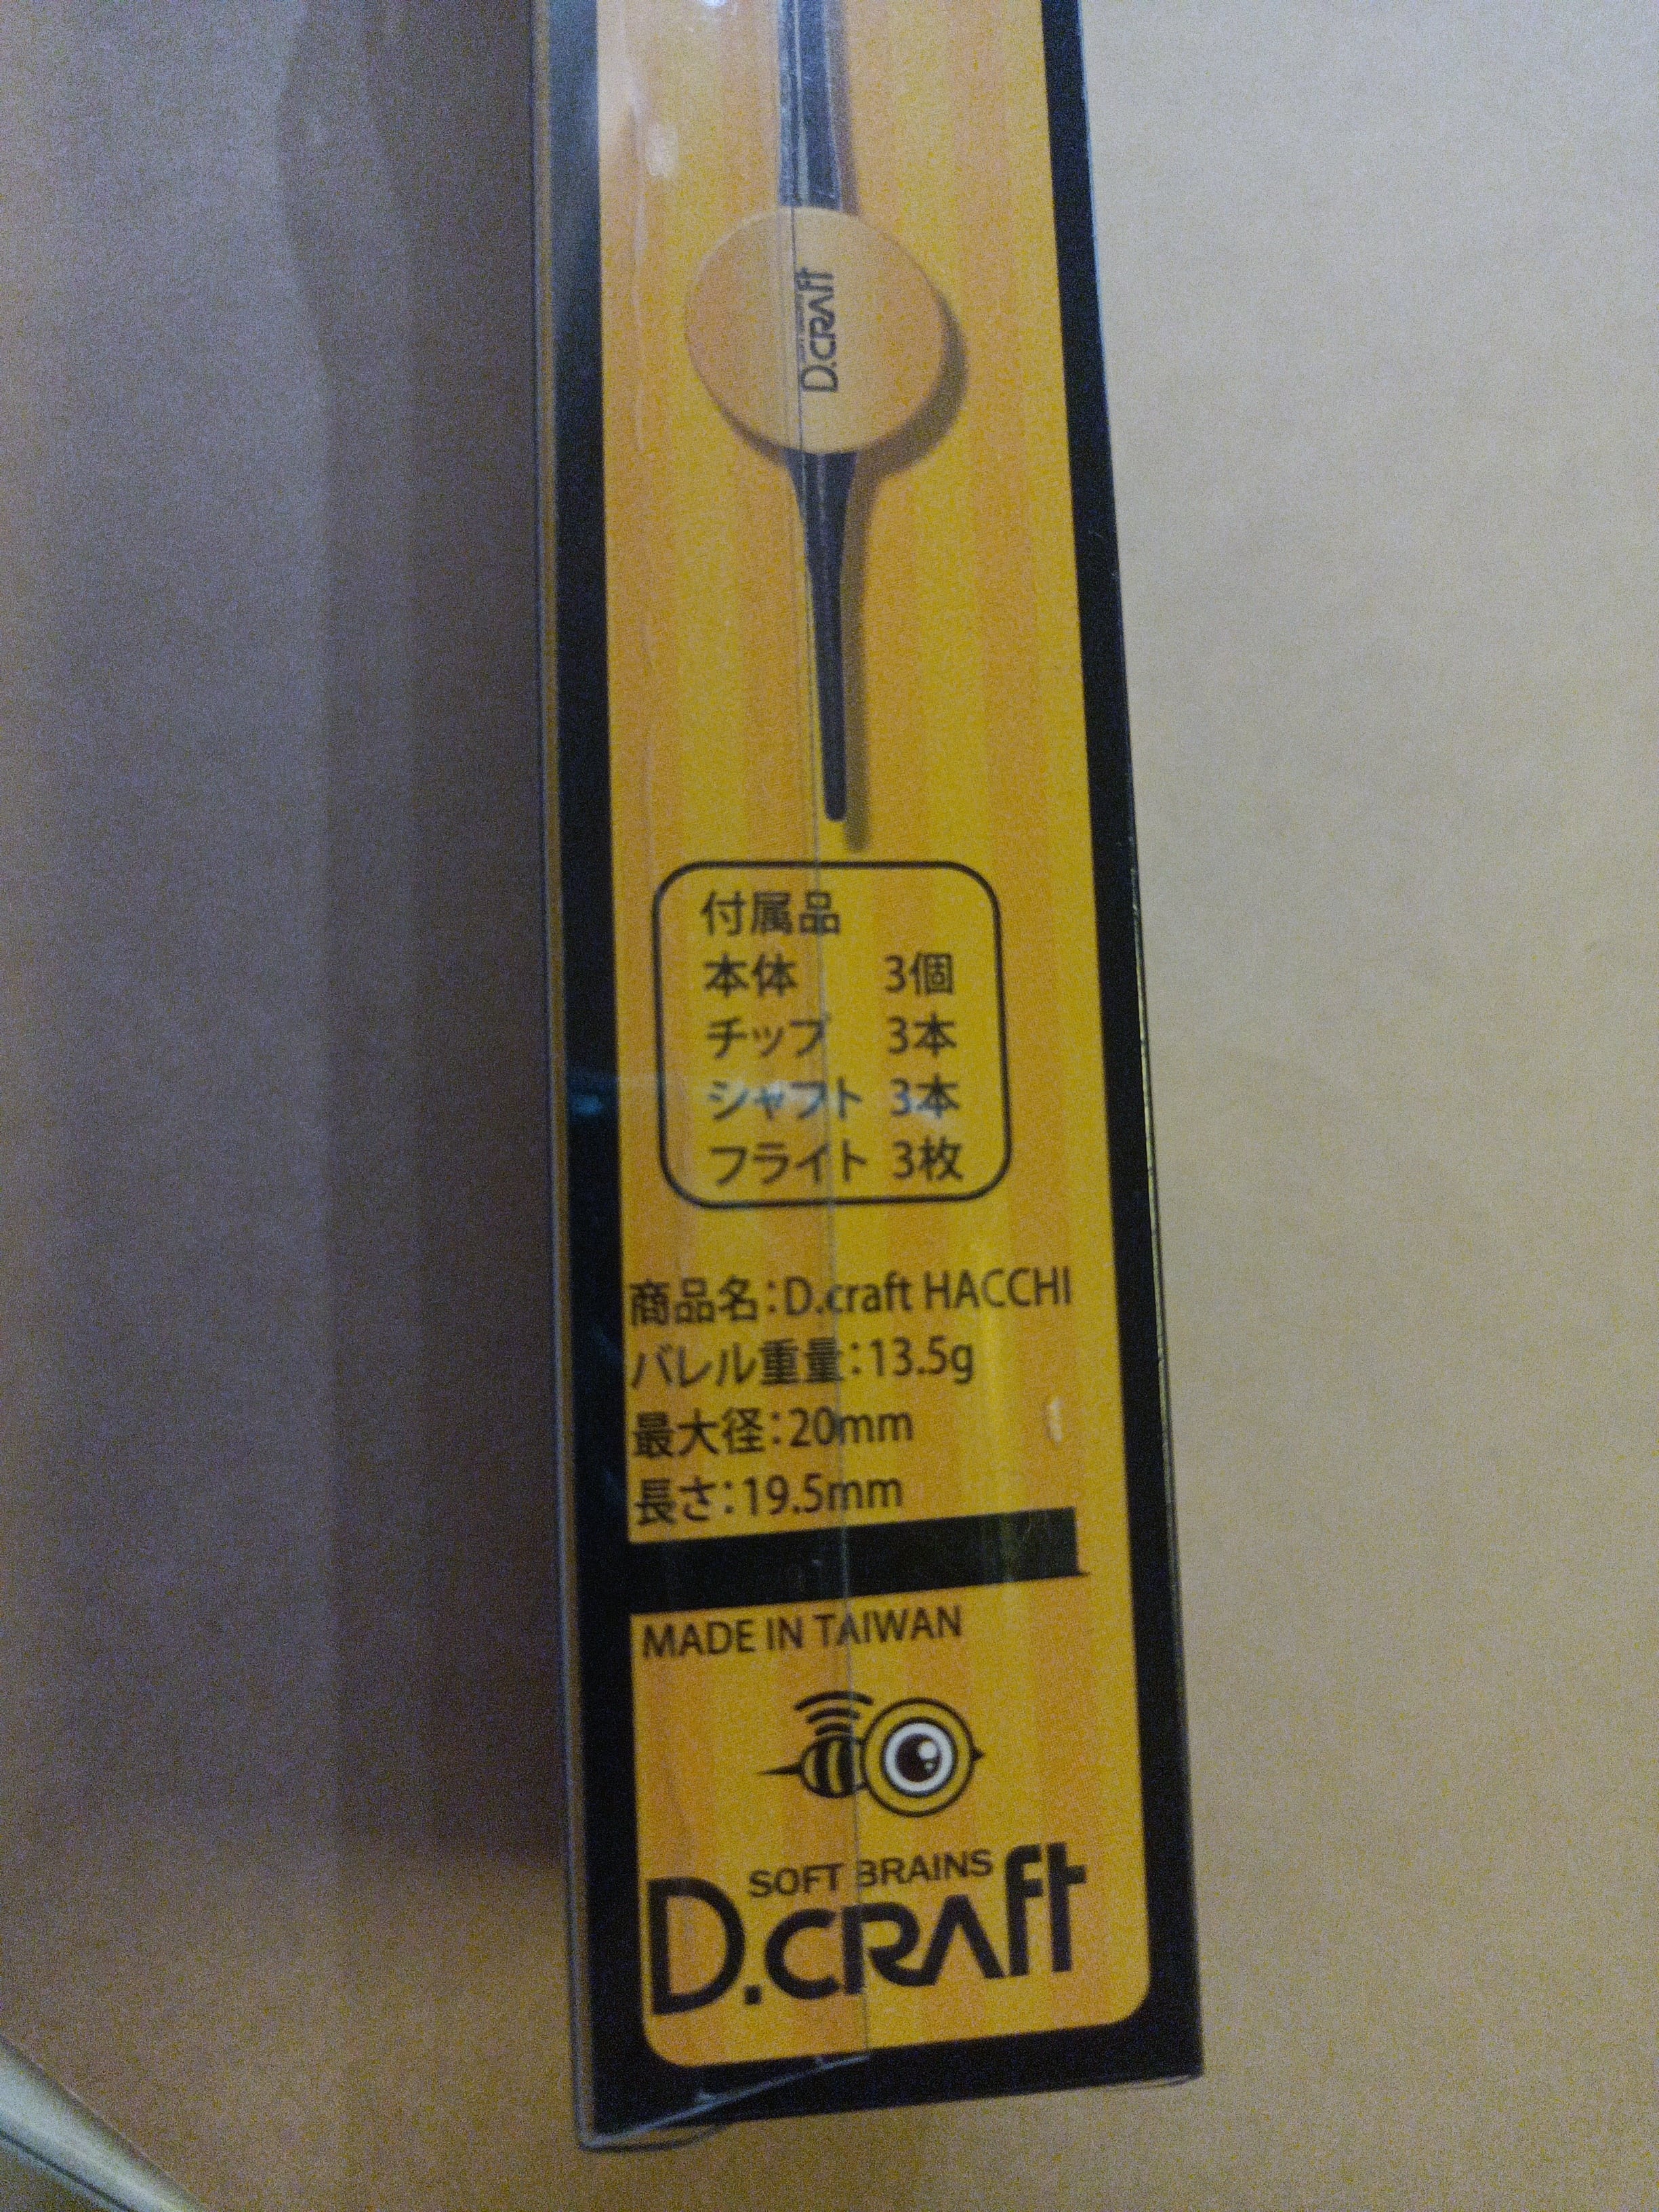 D.CRAft
付属品
本体 3個
チップ 3本
シャフト 3本
フライト 3枚
商品名：D.craft HACCHI
バレル重量：13.5g
最大径：20mm
長さ：19.5mm
MADE IN TAIWAN
SOFT BRAINS
D.CRAft